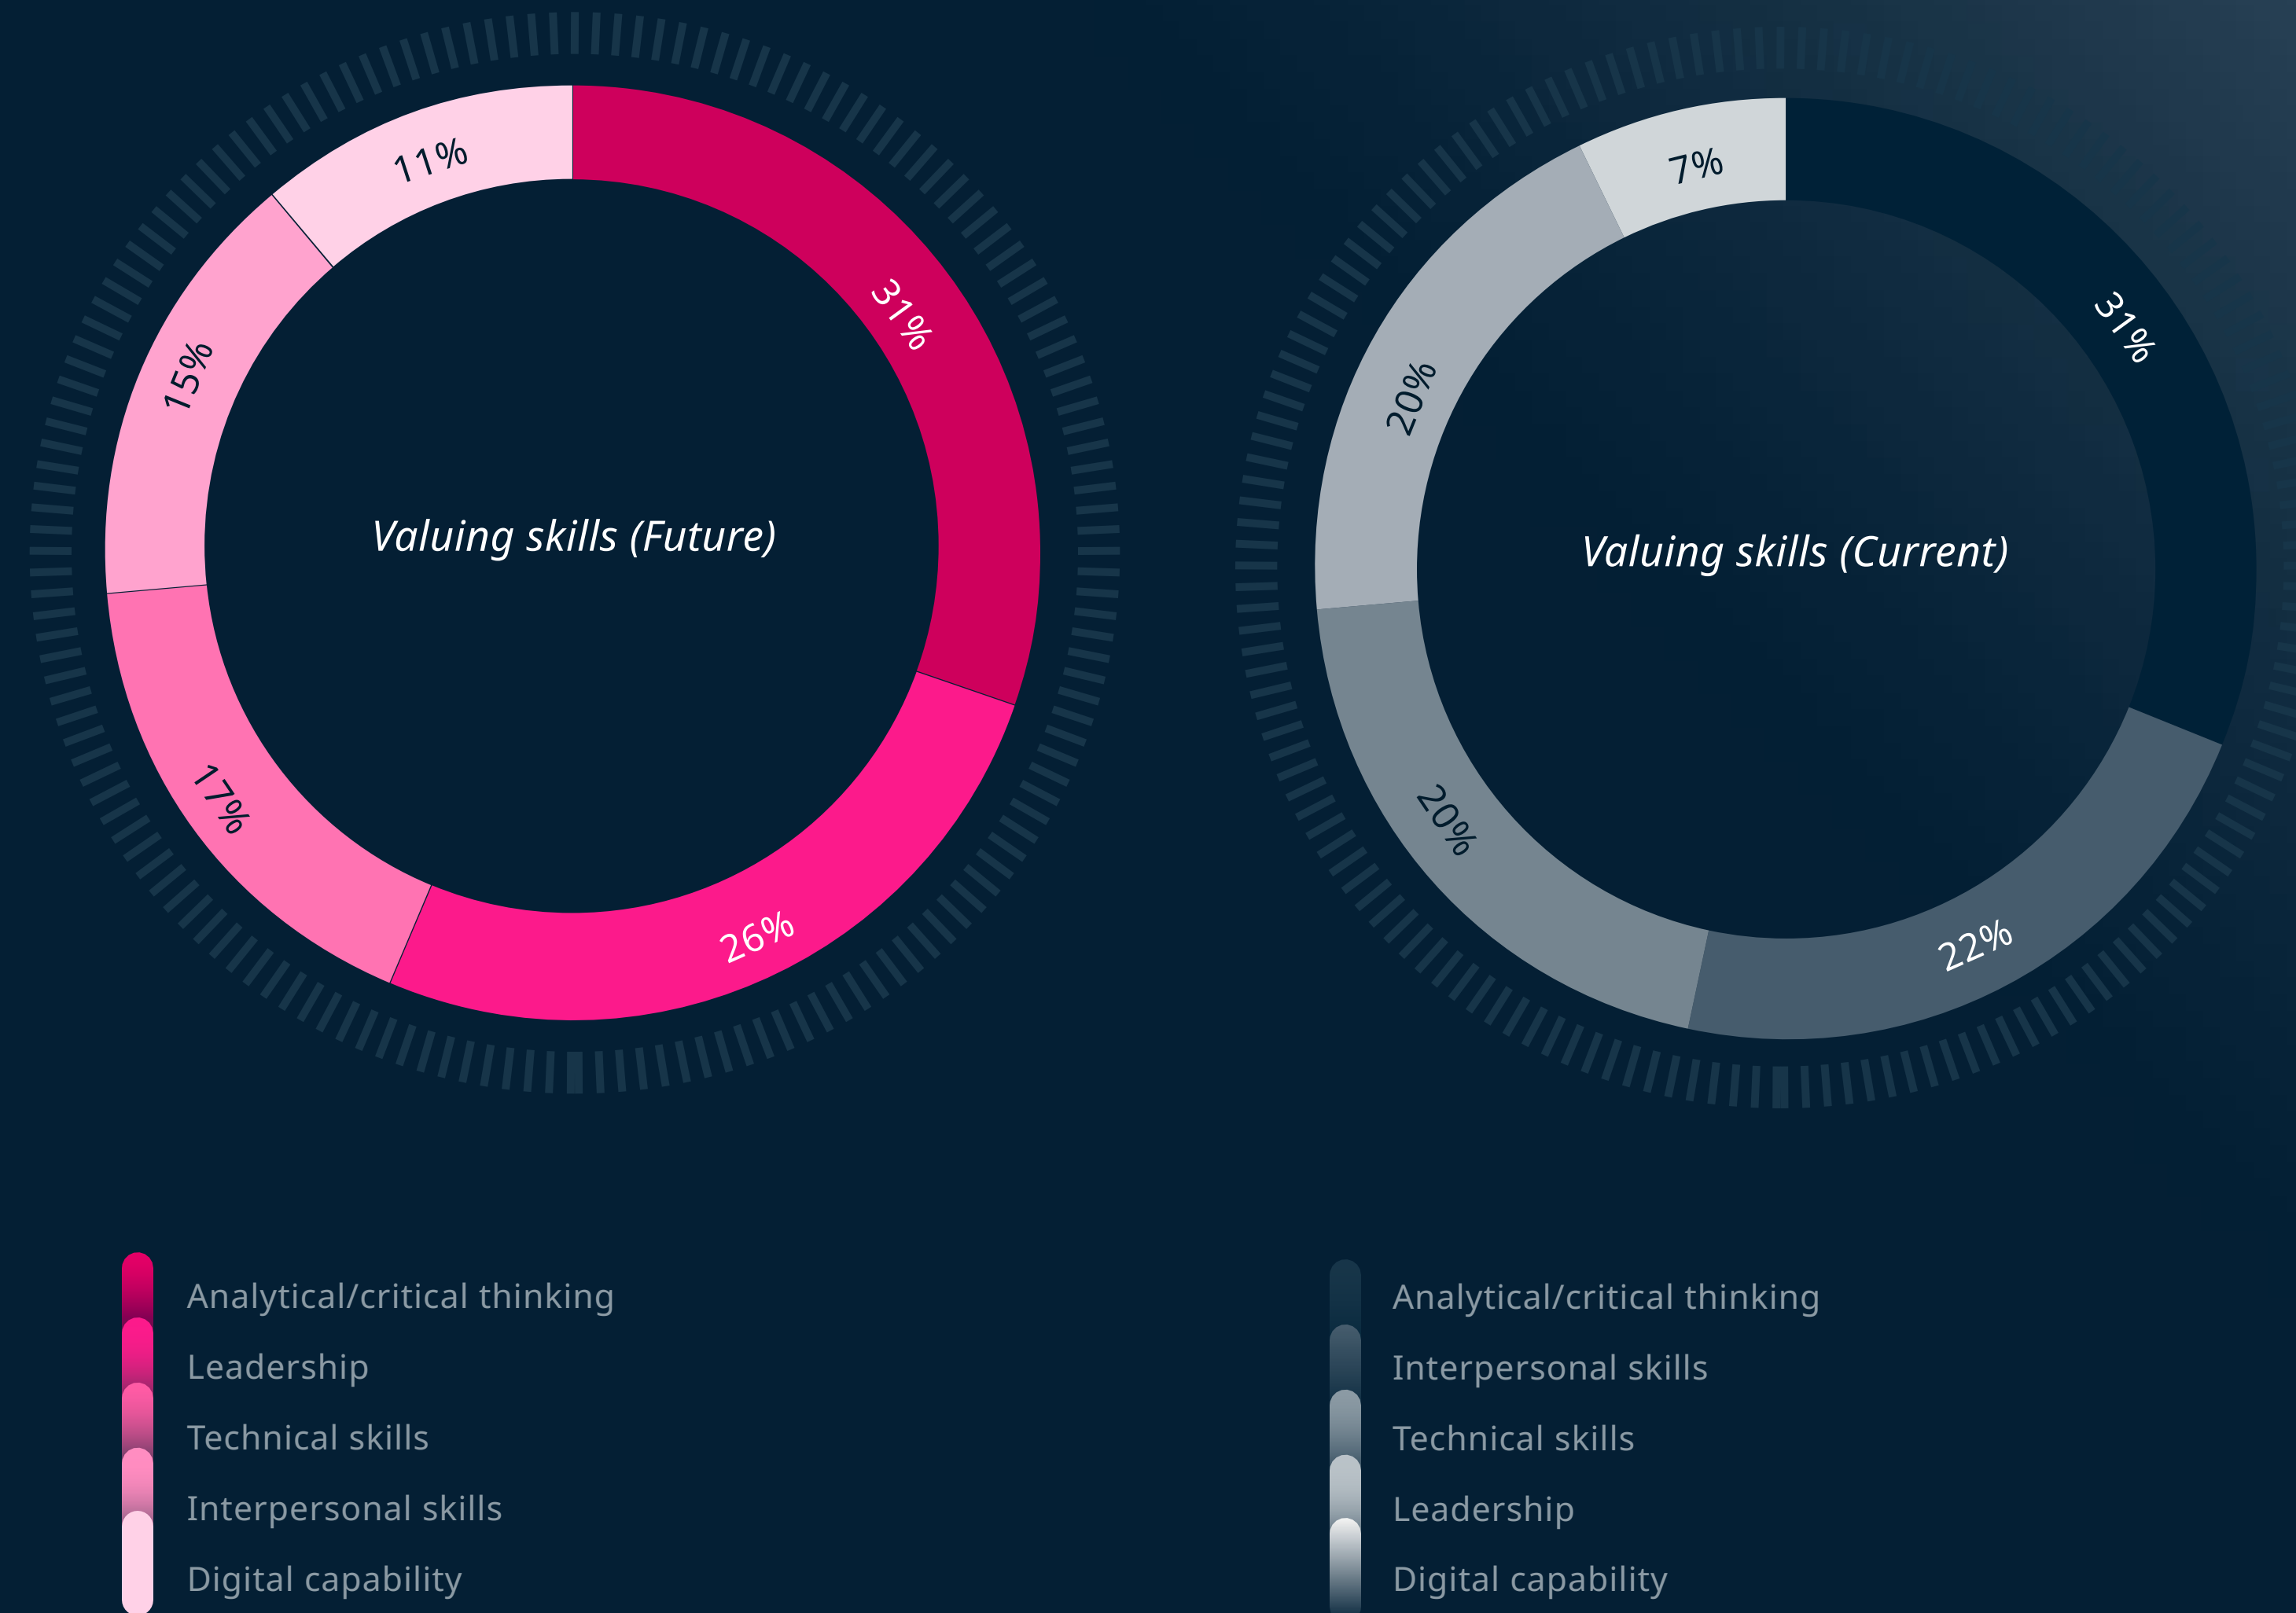 11%
31%
15%
Valuing skills (Future)
17%
26%
7%
31%
20%
Valuing skills (Current)
20%
22%
Analytical/critical thinking
Leadership
Technical skills
Interpersonal skills
Digital capability
Analytical/critical thinking
Interpersonal skills
Technical skills
Leadership
Digital capability